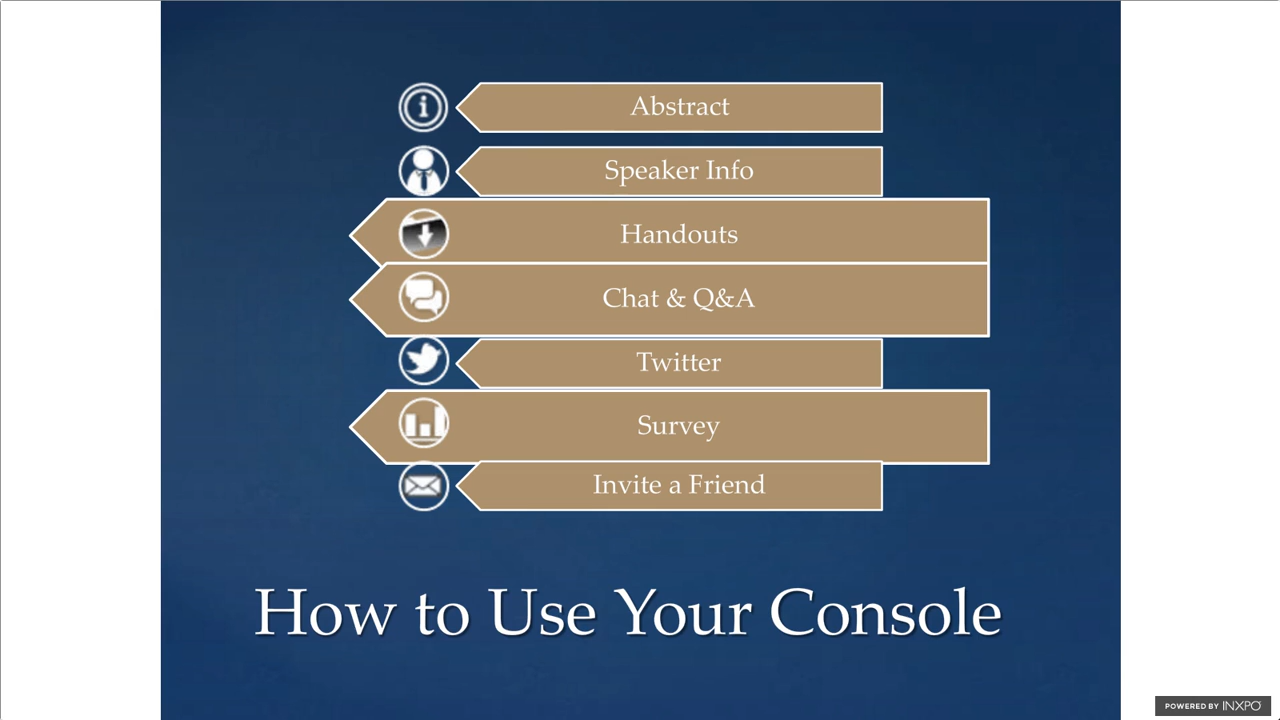 Abstract
Speaker Info
Handouts
Chat & Q&A
Twitter
Survey
Invite a Friend
How to Use Your Console
POWERED BY INXPO